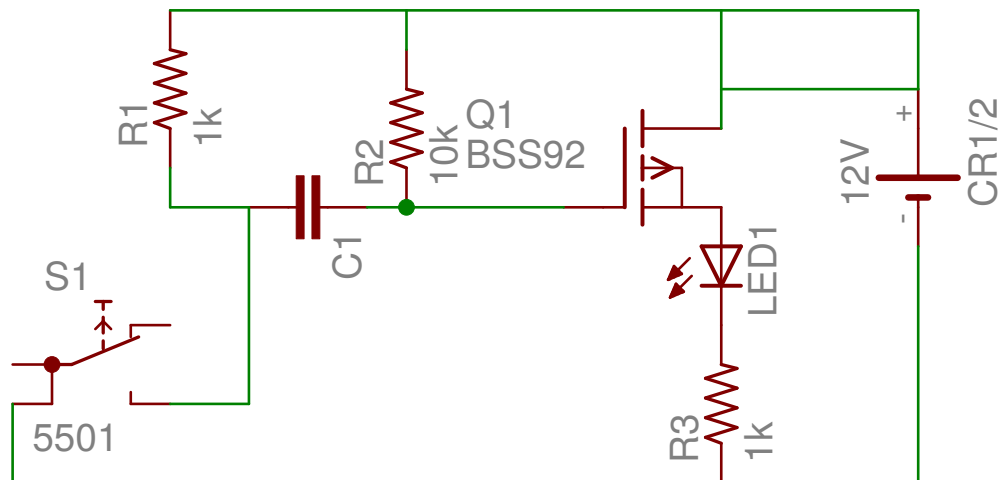 R1
1k
R2
10k
Q1
BSS92
C1
S1
5501
LED1
R3
1k
+
12V
-
CR1/2